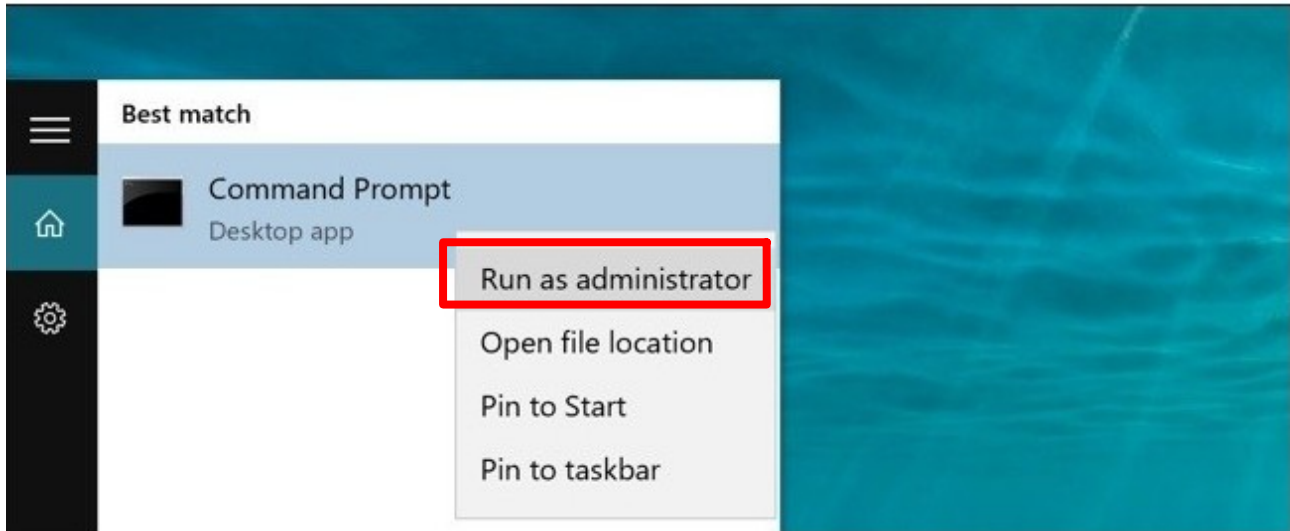 Best match
Command Prompt
Desktop app
Run as administrator
Open file location
Pin to Start
Pin to taskbar